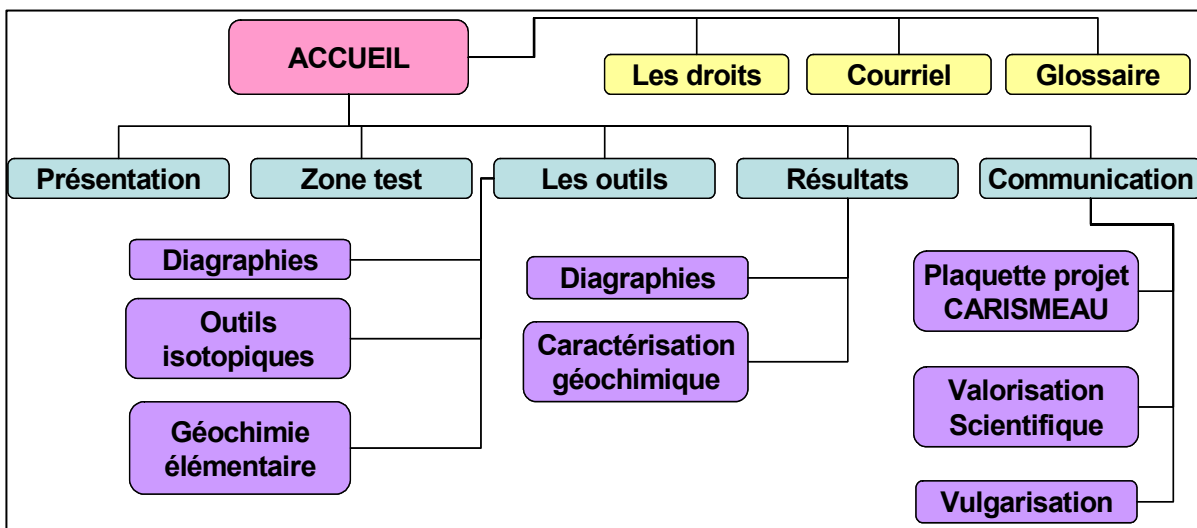 ACCUEIL
Les droits
Courriel
Glossaire
Présentation
Zone test
Les outils
Résultats
Communication
Diagraphies
Outils
isotopiques
Géochimie
élémentaire
Diagraphies
Caractérisation
géochimique
Plaquette projet
CARISMEAU
Valorisation
Scientifique
Vulgarisation